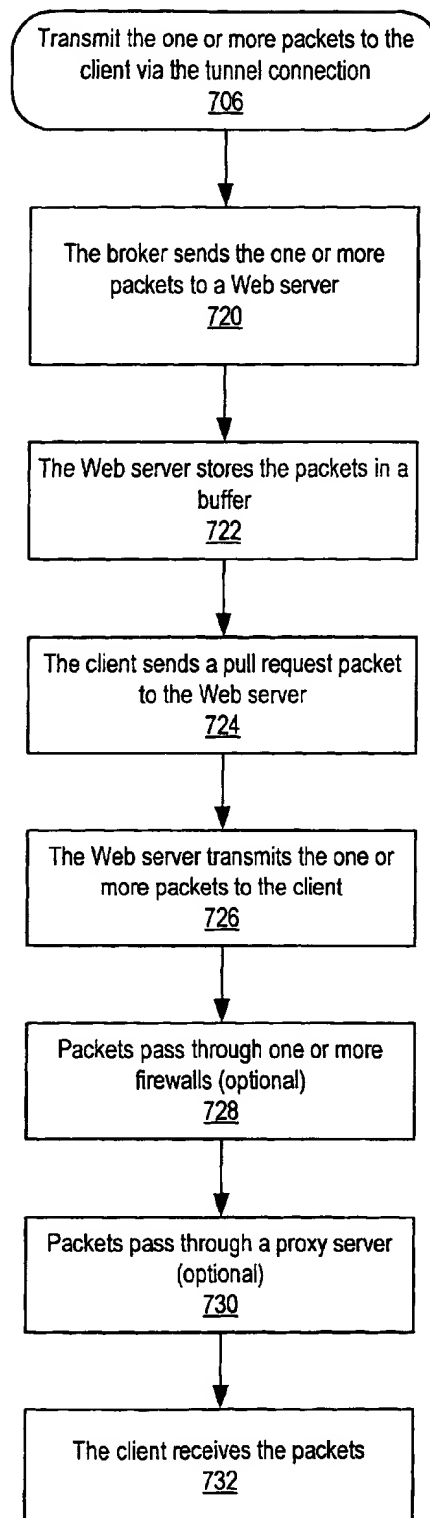 Transmit the one or more packets to the
client via the tunnel connection
706
The broker sends the one or more
packets to a Web server
720
The Web server stores the packets in a
buffer
722
The client sends a pull request packet
to the Web server
724
The Web server transmits the one or
more packets to the client
726
Packets pass through one or more
firewalls (optional)
728
Packets pass through a proxy server
(optional)
730
The client receives the packets
732